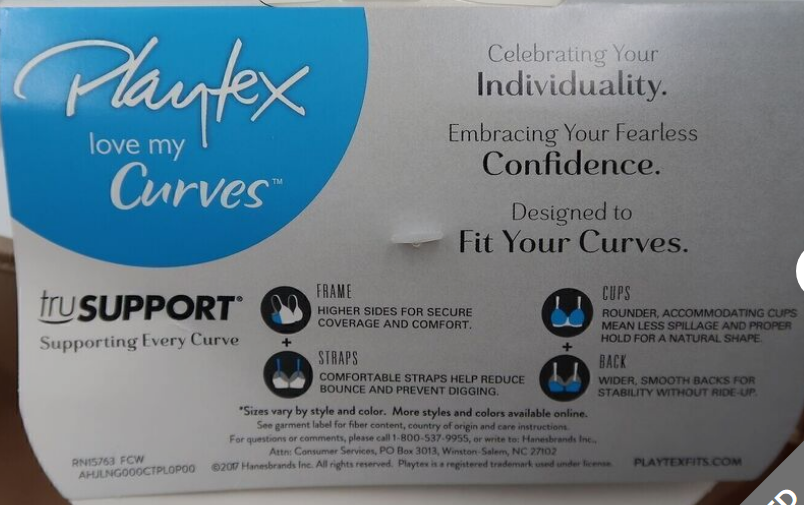 Playtex
love my
Curves™
Celebrating Your
Individuality.
Embracing Your Fearless
Confidence.
Designed to
Fit Your Curves.
truSUPPORT®
Supporting Every Curve
FRAME
HIGHER SIDES FOR SECURE
COVERAGE AND COMFORT.
+
STRAPS
COMFORTABLE STRAPS HELP REDUCE
BOUNCE AND PREVENT DIGGING.
CUPS
ROUNDER, ACCOMMODATING CUPS
MEAN LESS SPILLAGE AND PROPER
HOLD FOR A NATURAL SHAPE.
+
BACK
WIDER, SMOOTH BACKS FOR
STABILITY WITHOUT RIDE-UP.
*Sizes vary by style and color. More styles and colors available online.
See garment label for fiber content, country of origin and care instructions.
For questions or comments, please call 1-800-537-9955, or write to: Hanesbrands Inc.,
Attn: Consumer Services, PO Box 3013, Winston-Salem, NC 27102
©2017 Hanesbrands Inc. All rights reserved. Playtex is a registered trademark used under license.
RN15763 FCW
AHJLNG000CTPL0P00
PLAYTEXFITS.COM